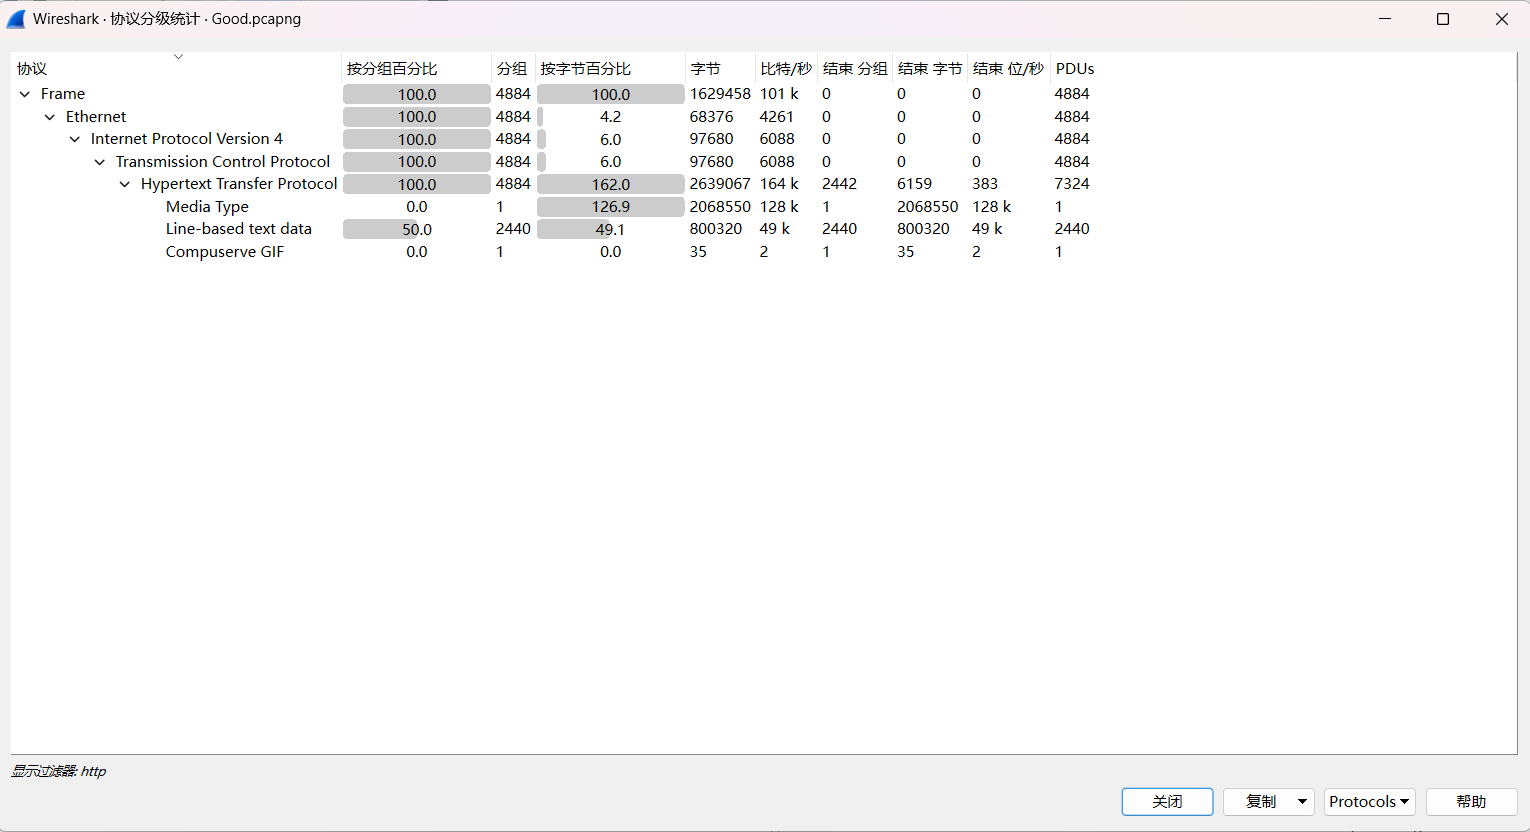 Wireshark · 协议分级统计 · Good.pcapng
协议 按分组百分比 分组 按字节百分比 字节 比特/秒 结束 分组 结束 字节 结束 位/秒 PDUs
Frame 100.0 4884 100.0 1629458 101 k 0 0 0 4884
Ethernet 100.0 4884 4.2 68376 4261 0 0 0 4884
Internet Protocol Version 4 100.0 4884 6.0 97680 6088 0 0 0 4884
Transmission Control Protocol 100.0 4884 6.0 97680 6088 0 0 0 4884
Hypertext Transfer Protocol 100.0 4884 162.0 2639067 164 k 2442 6159 383 7324
Media Type 0.0 1 126.9 2068550 128 k 1 2068550 128 k 1
Line-based text data 50.0 2440 49.1 800320 49 k 2440 800320 49 k 2440
Compuserve GIF 0.0 1 0.0 35 2 1 35 2 1
显示过滤器: http
关闭 复制 Protocols 帮助